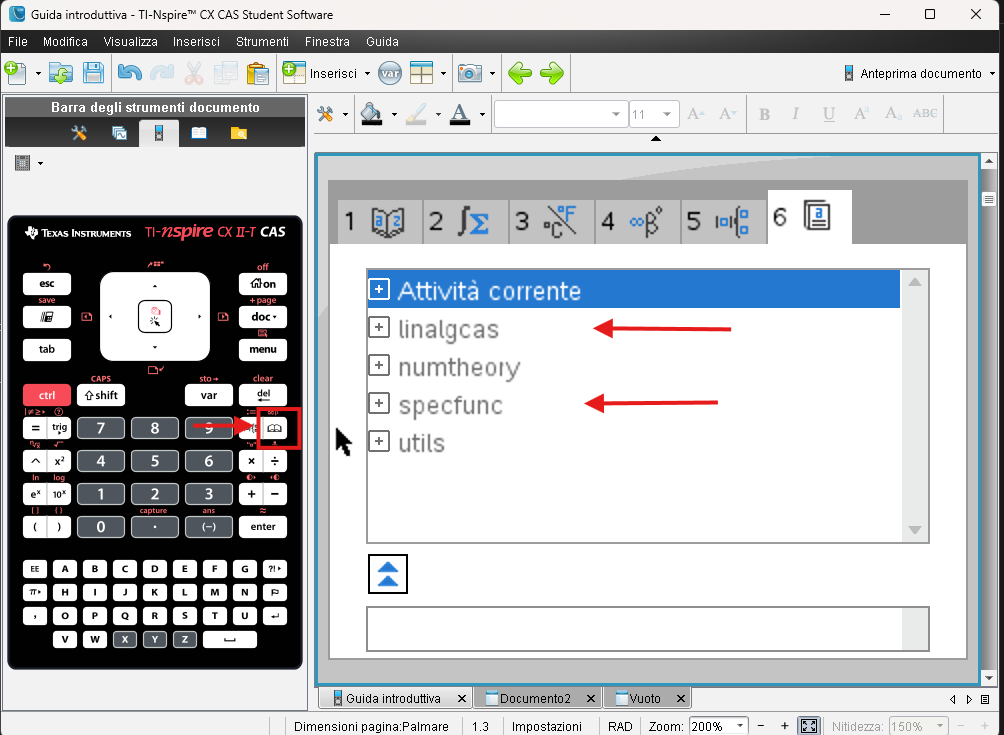 Guida introduttiva - TI-Nspire™ CX CAS Student Software
File Modifica Visualizza Inserisci Strumenti Finestra Guida
Inserisci var Anteprima documento
Barra degli strumenti documento
11 A A B I U A A ABC
TEXAS INSTRUMENTS TI-nspire CX II-T CAS
off
esc on
save + page
doc
tab menu
CAPS sto→ clear
ctrl shift var del
= trig 7 8 9
^ x² 4 5 6 × ÷
ln log
eˣ 10ˣ 1 2 3 + −
[ ] { } capture ans ≈
( ) 0 . (−) enter
EE A B C D E F G ?!▸
π▸ H I J K L M N
, O P Q R S T U
V W X Y Z
1 2 ∫Σ 3 °C °F 4 ∞β° 5 6 a
Attività corrente
linalgcas
numtheory
specfunc
utils
Guida introduttiva Documento2 Vuoto
Dimensioni pagina:Palmare 1.3 Impostazioni RAD Zoom: 200% − + Nitidezza: 150% − +